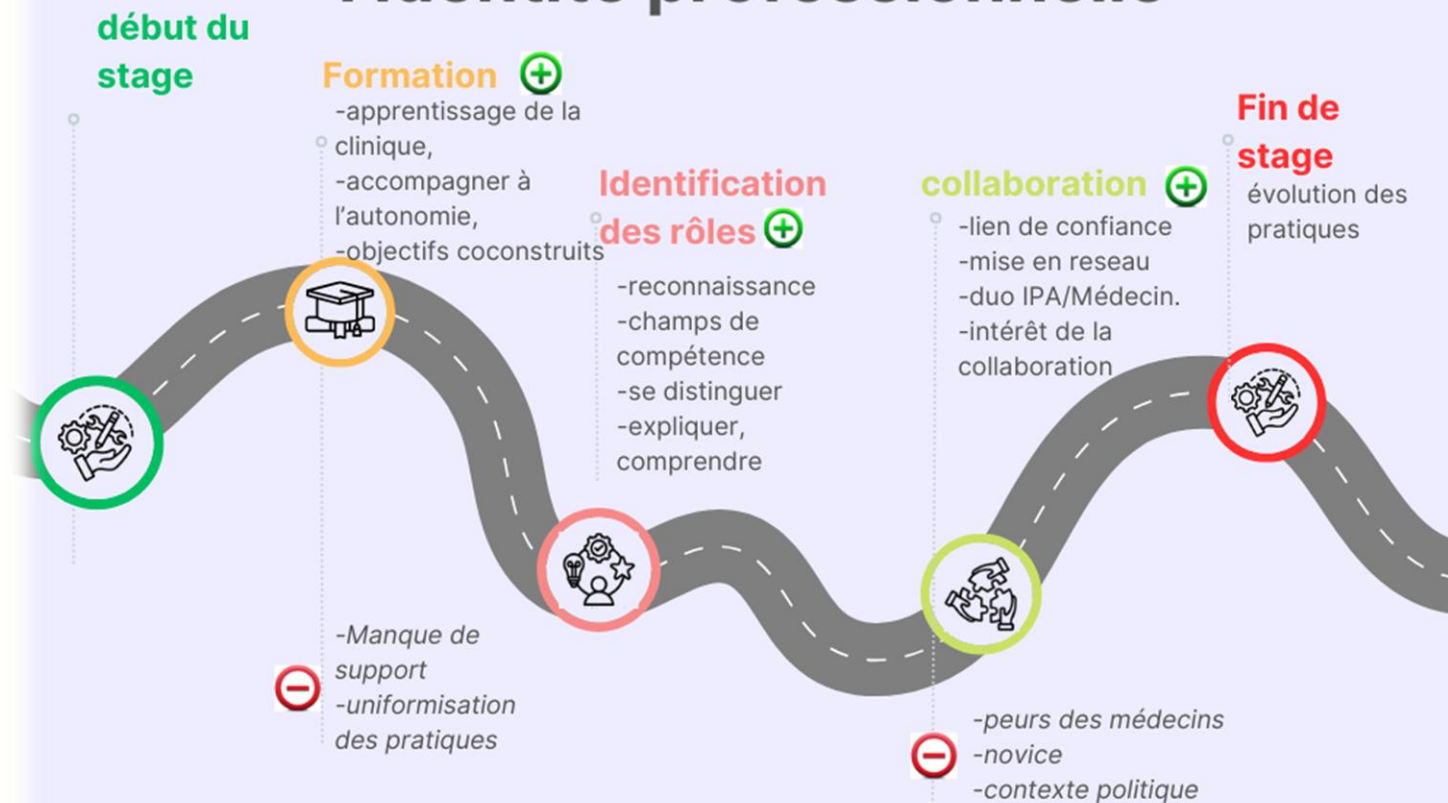 l'identité professionnelle
début du
stage
Formation
-apprentissage de la
clinique,
-accompagner à
l'autonomie,
-objectifs coconstruits
Identification
des rôles
-reconnaissance
-champs de
compétence
-se distinguer
-expliquer,
comprendre
collaboration
-lien de confiance
-mise en reseau
-duo IPA/Médecin.
-intérêt de la
collaboration
Fin de
stage
évolution des
pratiques
-Manque de
support
-uniformisation
des pratiques
-peurs des médecins
-novice
-contexte politique